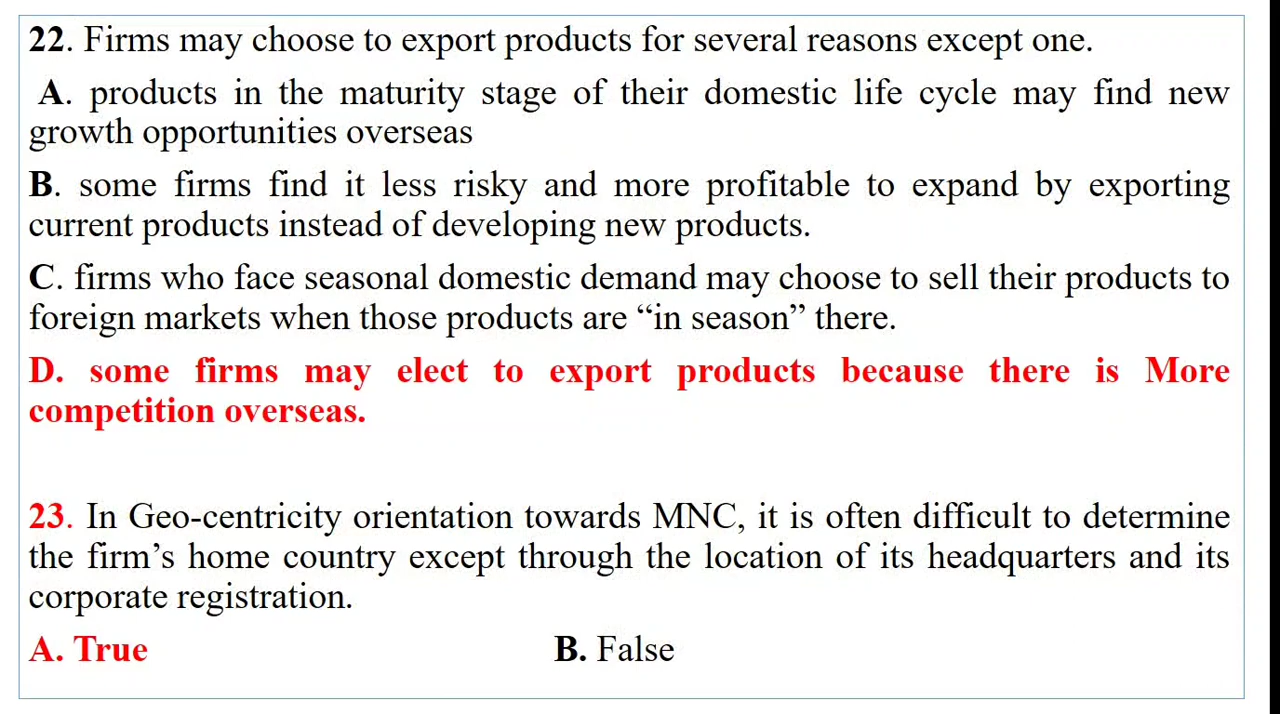 22. Firms may choose to export products for several reasons except one.
A. products in the maturity stage of their domestic life cycle may find new
growth opportunities overseas
B. some firms find it less risky and more profitable to expand by exporting
current products instead of developing new products.
C. firms who face seasonal domestic demand may choose to sell their products to
foreign markets when those products are “in season” there.
D. some firms may elect to export products because there is More
competition overseas.
23. In Geo-centricity orientation towards MNC, it is often difficult to determine
the firm’s home country except through the location of its headquarters and its
corporate registration.
A. True B. False